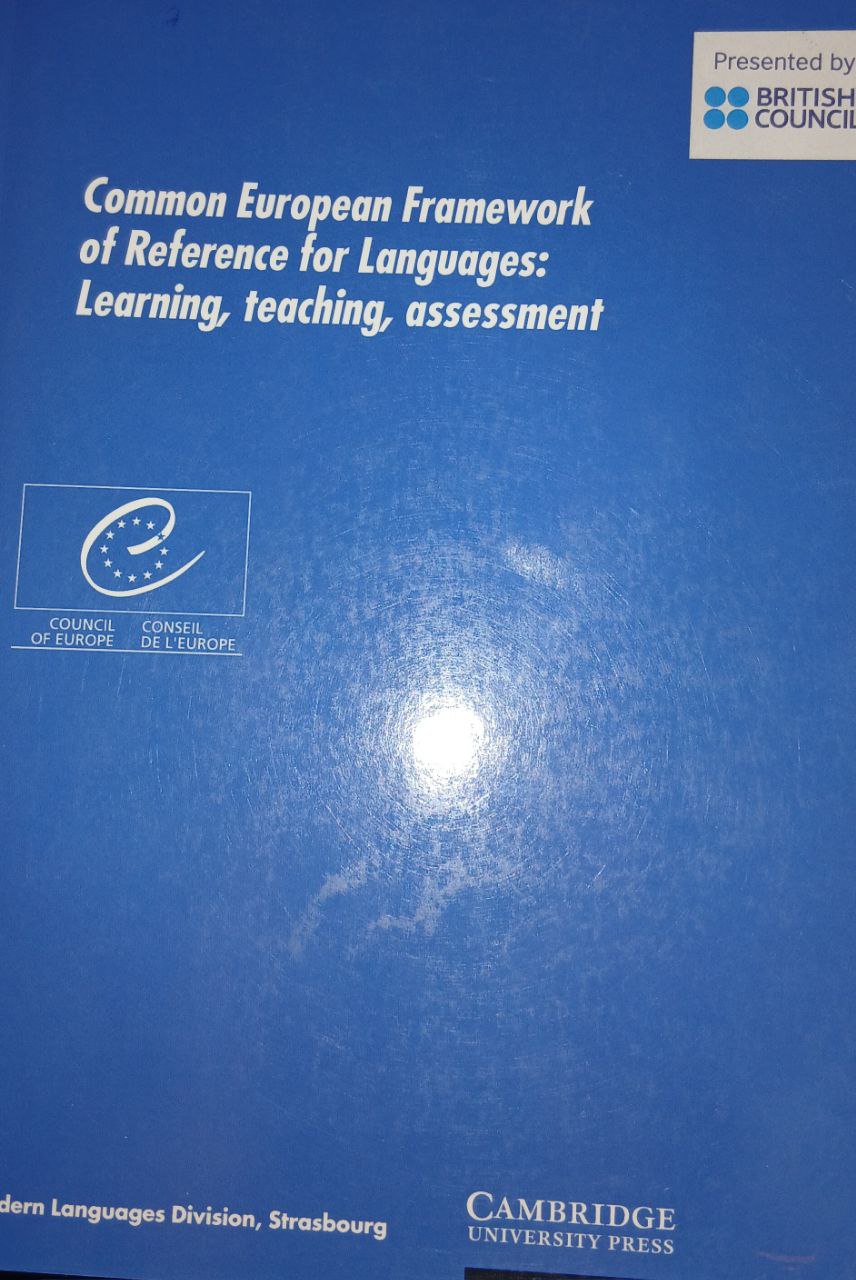 Presented by
BRITISH
COUNCIL
Common European Framework
of Reference for Languages:
Learning, teaching, assessment
COUNCIL OF EUROPE
CONSEIL DE L'EUROPE
dern Languages Division, Strasbourg
CAMBRIDGE
UNIVERSITY PRESS